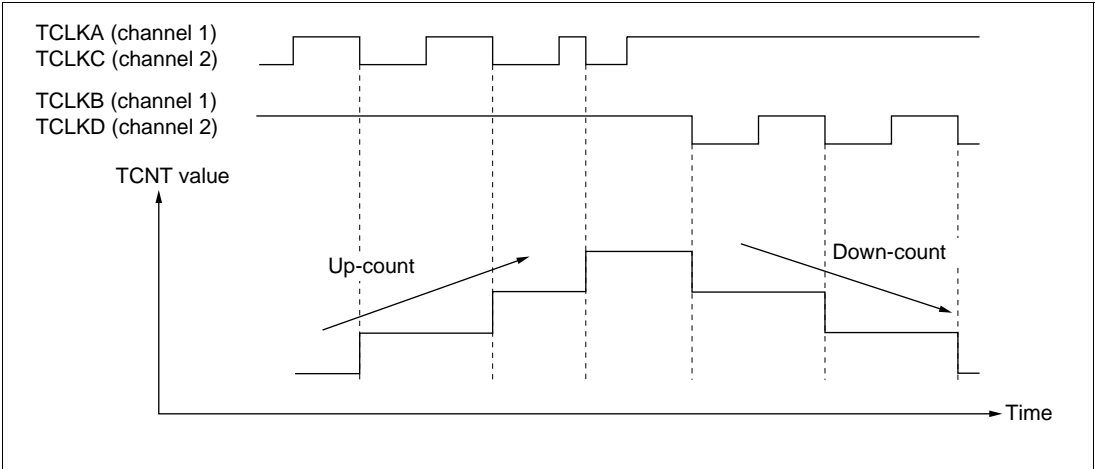 TCLKA (channel 1)
TCLKC (channel 2)
TCLKB (channel 1)
TCLKD (channel 2)
TCNT value
Up-count
Down-count
Time